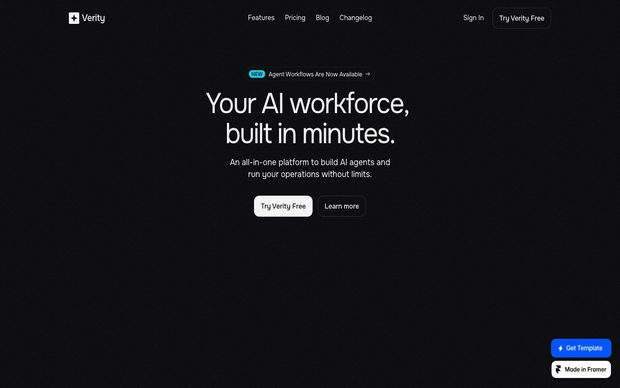 Verity
Features
Pricing
Blog
Changelog
Sign In
Try Verity Free
NEW
Agent Workflows Are Now Available →
Your AI workforce,
built in minutes.
An all-in-one platform to build AI agents and
run your operations without limits.
Try Verity Free
Learn more
Get Template
Made in Framer